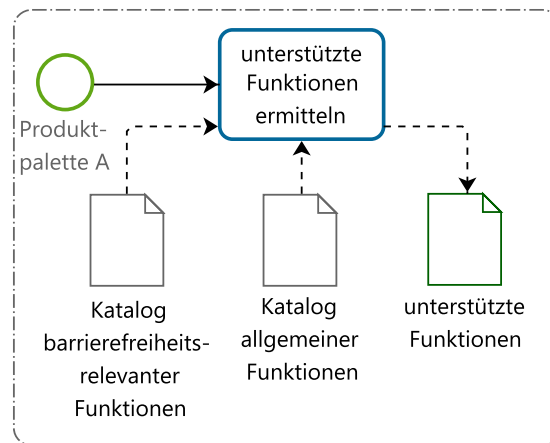 unterstützte
Funktionen
ermitteln
Produkt-
palette A
Katalog
barrierefreiheits-
relevanter
Funktionen
Katalog
allgemeiner
Funktionen
unterstützte
Funktionen